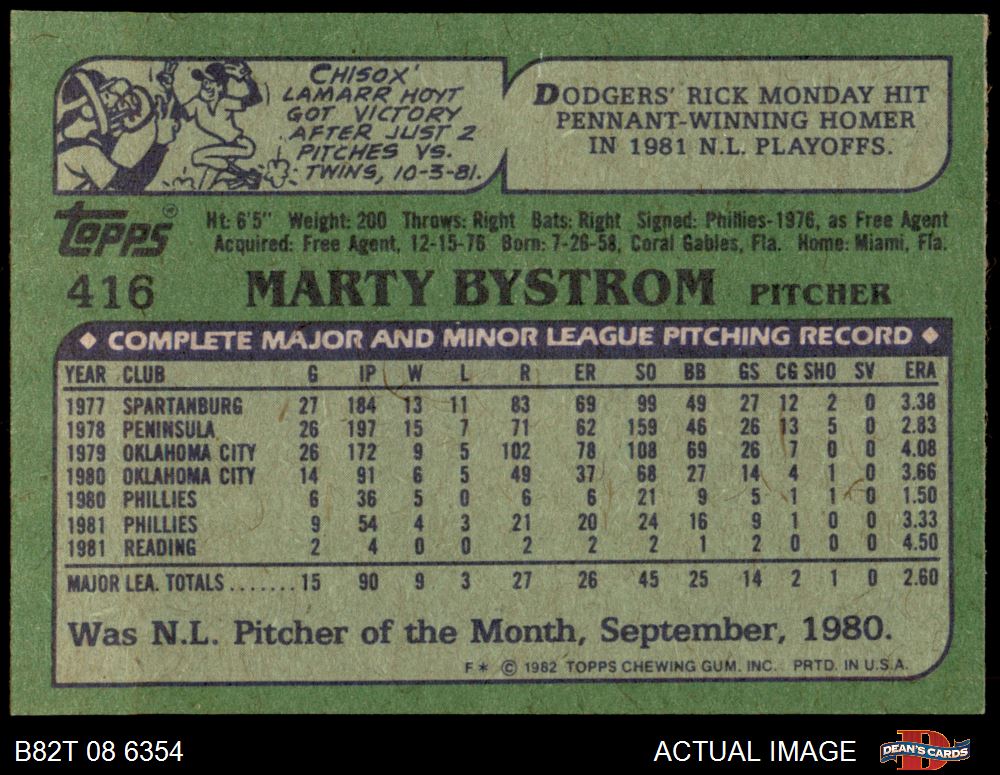 CHISOX'
LAMARR HOYT
GOT VICTORY
AFTER JUST 2
PITCHES VS.
TWINS, 10-3-81.
DODGERS' RICK MONDAY HIT
PENNANT-WINNING HOMER
IN 1981 N.L. PLAYOFFS.
TOPPS®
Ht: 6'5" Weight: 200 Throws: Right Bats: Right Signed: Phillies-1976, as Free Agent
Acquired: Free Agent, 12-15-76 Born: 7-26-58, Coral Gables, Fla. Home: Miami, Fla.
416 MARTY BYSTROM PITCHER
◆ COMPLETE MAJOR AND MINOR LEAGUE PITCHING RECORD ◆
YEAR CLUB G IP W L R ER SO BB GS CG SHO SV ERA
1977 SPARTANBURG 27 184 13 11 83 69 99 49 27 12 2 0 3.38
1978 PENINSULA 26 197 15 7 71 62 159 46 26 13 5 0 2.83
1979 OKLAHOMA CITY 26 172 9 5 102 78 108 69 26 7 0 0 4.08
1980 OKLAHOMA CITY 14 91 6 5 49 37 68 27 14 4 1 0 3.66
1980 PHILLIES 6 36 5 0 6 6 21 9 5 1 1 0 1.50
1981 PHILLIES 9 54 4 3 21 20 24 16 9 1 0 0 3.33
1981 READING 2 4 0 0 2 2 2 1 2 0 0 0 4.50
MAJOR LEA. TOTALS ....... 15 90 9 3 27 26 45 25 14 2 1 0 2.60
Was N.L. Pitcher of the Month, September, 1980.
F * © 1982 TOPPS CHEWING GUM. INC. PRTD. IN U.S.A.
B82T 08 6354 ACTUAL IMAGE D DEAN'S CARDS